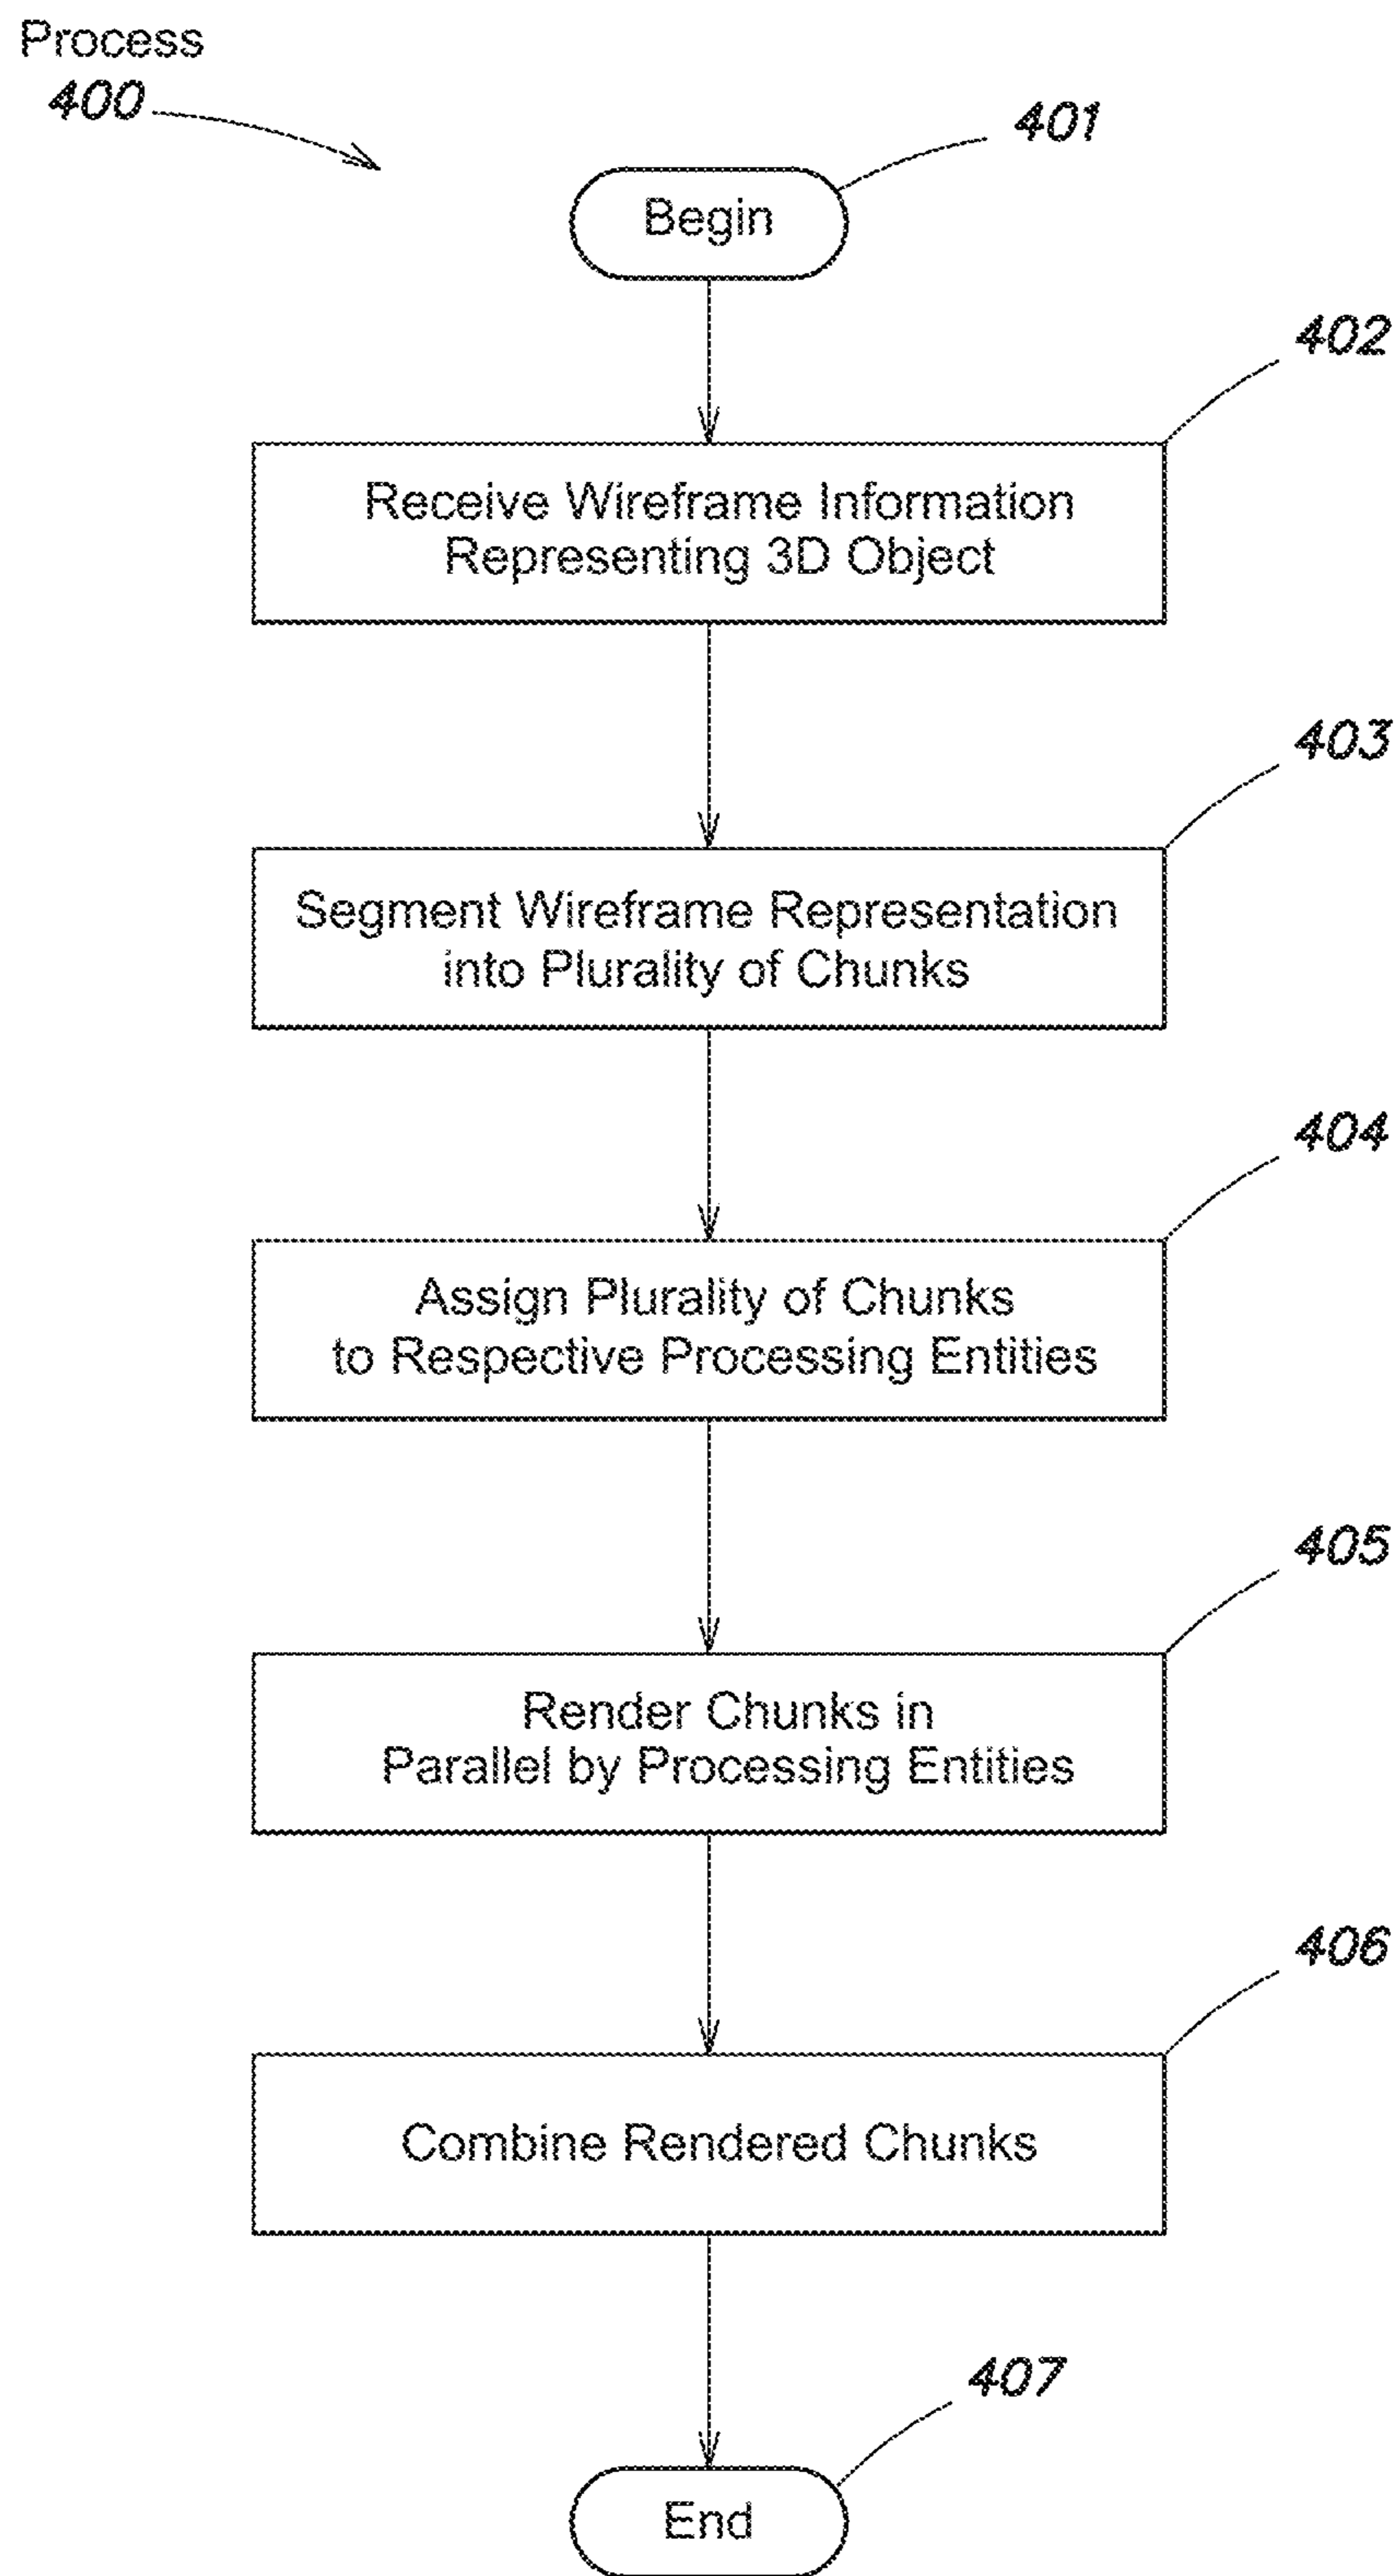 Process
400
401
Begin
402
Receive Wireframe Information
Representing 3D Object
403
Segment Wireframe Representation
into Plurality of Chunks
404
Assign Plurality of Chunks
to Respective Processing Entities
405
Render Chunks in
Parallel by Processing Entities
406
Combine Rendered Chunks
407
End